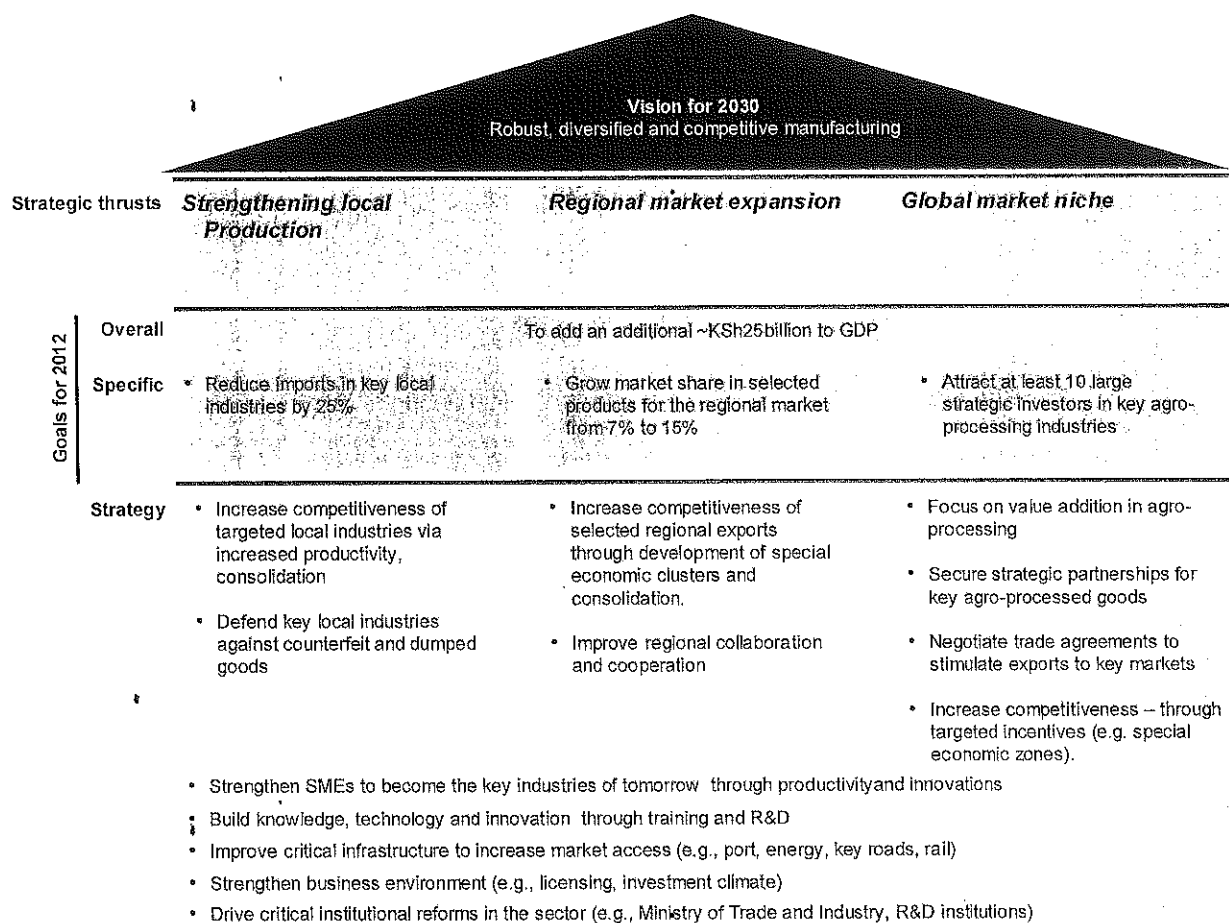 Vision for 2030
Robust, diversified and competitive manufacturing
Strategic thrusts
Strengthening local
Production
Regional market expansion
Global market niche
Goals for 2012
Overall
To add an additional ~KSh25billion to GDP
Specific
• Reduce imports in key local
industries by 25%
• Grow market share in selected
products for the regional market
from 7% to 15%
• Attract at least 10 large
strategic investors in key agro-
processing industries
Strategy
• Increase competitiveness of
targeted local industries via
increased productivity,
consolidation
• Defend key local industries
against counterfeit and dumped
goods
• Increase competitiveness of
selected regional exports
through development of special
economic clusters and
consolidation.
• Improve regional collaboration
and cooperation
• Focus on value addition in agro-
processing
• Secure strategic partnerships for
key agro-processed goods
• Negotiate trade agreements to
stimulate exports to key markets
• Increase competitiveness – through
targeted incentives (e.g. special
economic zones).
• Strengthen SMEs to become the key industries of tomorrow through productivityand innovations
• Build knowledge, technology and innovation through training and R&D
• Improve critical infrastructure to increase market access (e.g., port, energy, key roads, rail)
• Strengthen business environment (e.g., licensing, investment climate)
• Drive critical institutional reforms in the sector (e.g., Ministry of Trade and Industry, R&D institutions)